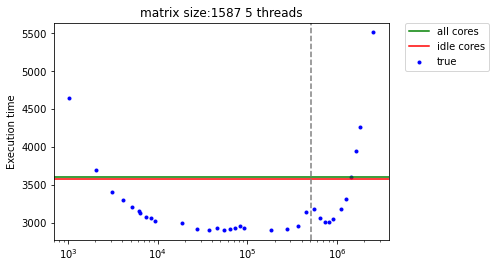 matrix size:1587 5 threads
all cores
idle cores
true
Execution time
5500
5000
4500
4000
3500
3000
10³
10⁴
10⁵
10⁶